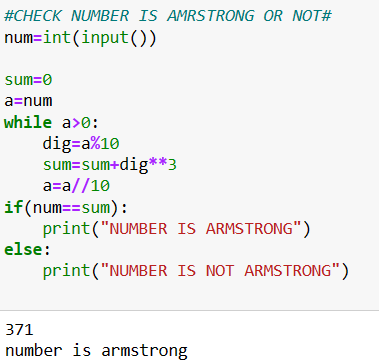 #CHECK NUMBER IS AMRSTRONG OR NOT#
num=int(input())
sum=0
a=num
while a>0:
    dig=a%10
    sum=sum+dig**3
    a=a//10
if(num==sum):
    print("NUMBER IS ARMSTRONG")
else:
    print("NUMBER IS NOT ARMSTRONG")
371
number is armstrong